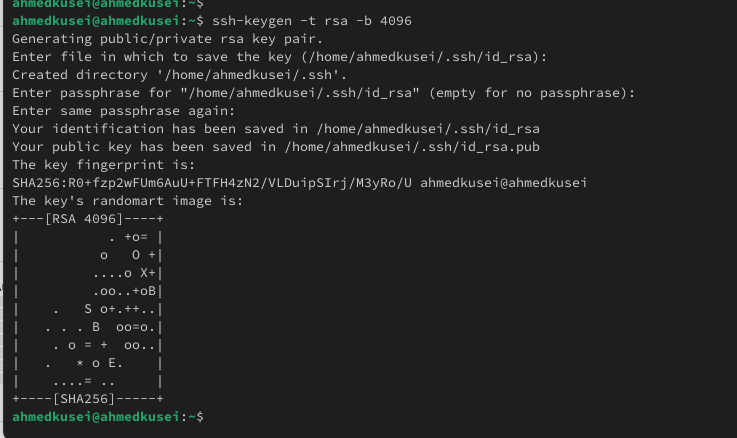 ahmedkusei@ahmedkusei:~$
ahmedkusei@ahmedkusei:~$ ssh-keygen -t rsa -b 4096
Generating public/private rsa key pair.
Enter file in which to save the key (/home/ahmedkusei/.ssh/id_rsa):
Created directory '/home/ahmedkusei/.ssh'.
Enter passphrase for "/home/ahmedkusei/.ssh/id_rsa" (empty for no passphrase):
Enter same passphrase again:
Your identification has been saved in /home/ahmedkusei/.ssh/id_rsa
Your public key has been saved in /home/ahmedkusei/.ssh/id_rsa.pub
The key fingerprint is:
SHA256:R0+fzp2wFUm6AuU+FTFH4zN2/VLDuipSIrj/M3yRo/U ahmedkusei@ahmedkusei
The key's randomart image is:
+---[RSA 4096]----+
|            . +o= |
|           o   O +|
|          ....o X+|
|          .oo..+oB|
|    .   S o+.++..|
|   . . . B  oo=o.|
|    . o = +  oo..|
|   .   * o E.    |
|    ....= ..     |
+----[SHA256]-----+
ahmedkusei@ahmedkusei:~$